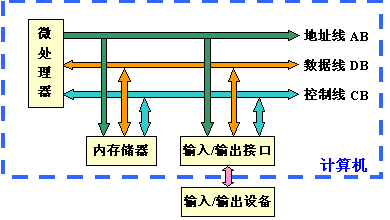 微处理器
地址线 AB
数据线 DB
控制线 CB
内存储器
输入/输出接口
计算机
输入/输出设备